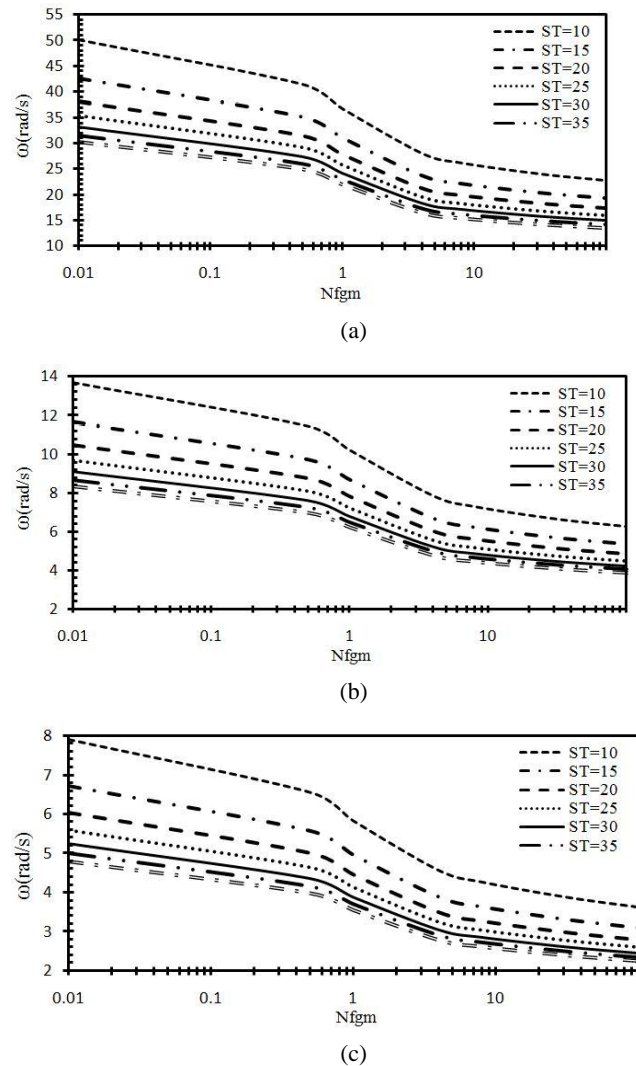 55
50
45
40
35
30
25
20
15
10
ω(rad/s)
ST=10
ST=15
ST=20
ST=25
ST=30
ST=35
0.01 0.1 1 10
Nfgm
(a)
14
12
10
8
6
4
2
ω(rad/s)
ST=10
ST=15
ST=20
ST=25
ST=30
ST=35
0.01 0.1 1 10
Nfgm
(b)
8
7
6
5
4
3
2
ω(rad/s)
ST=10
ST=15
ST=20
ST=25
ST=30
ST=35
0.01 0.1 1 10
Nfgm
(c)